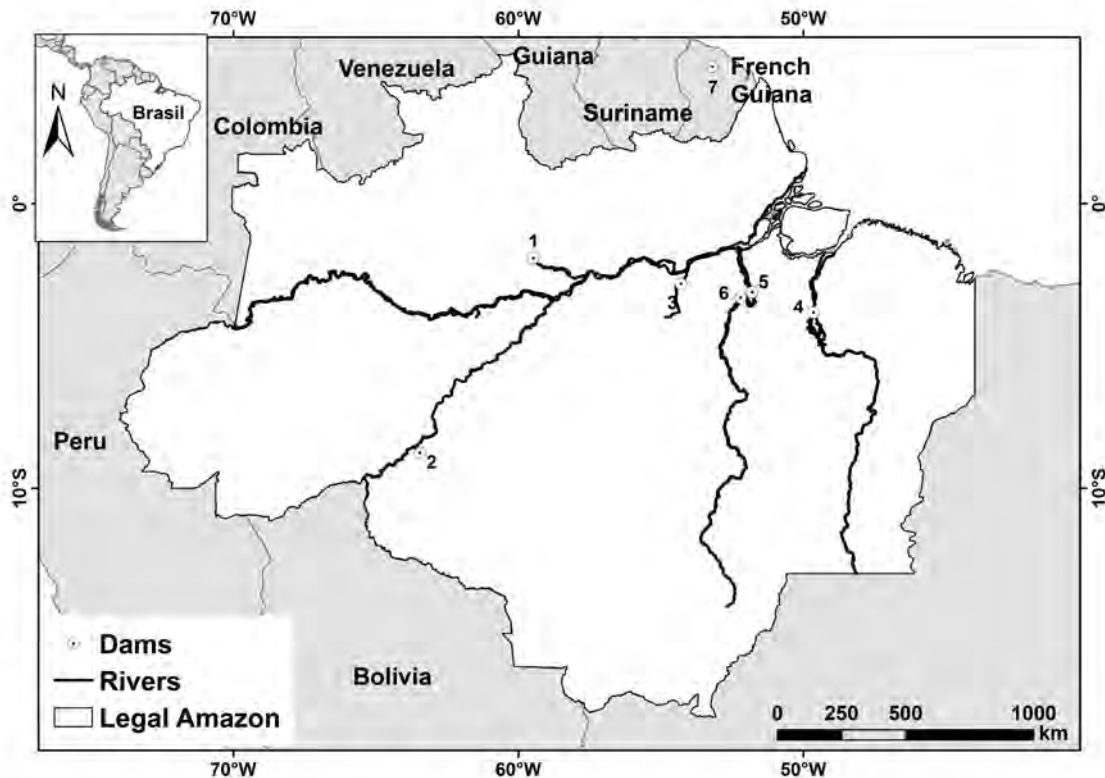 70°W 60°W 50°W
N
Brasil
Colombia
Venezuela
Guiana
Suriname
7
French
Guiana
0°
0°
1
3
6
5
4
Peru
2
10°S
10°S
Bolivia
Dams
Rivers
Legal Amazon
0 250 500 1000
km
70°W 60°W 50°W